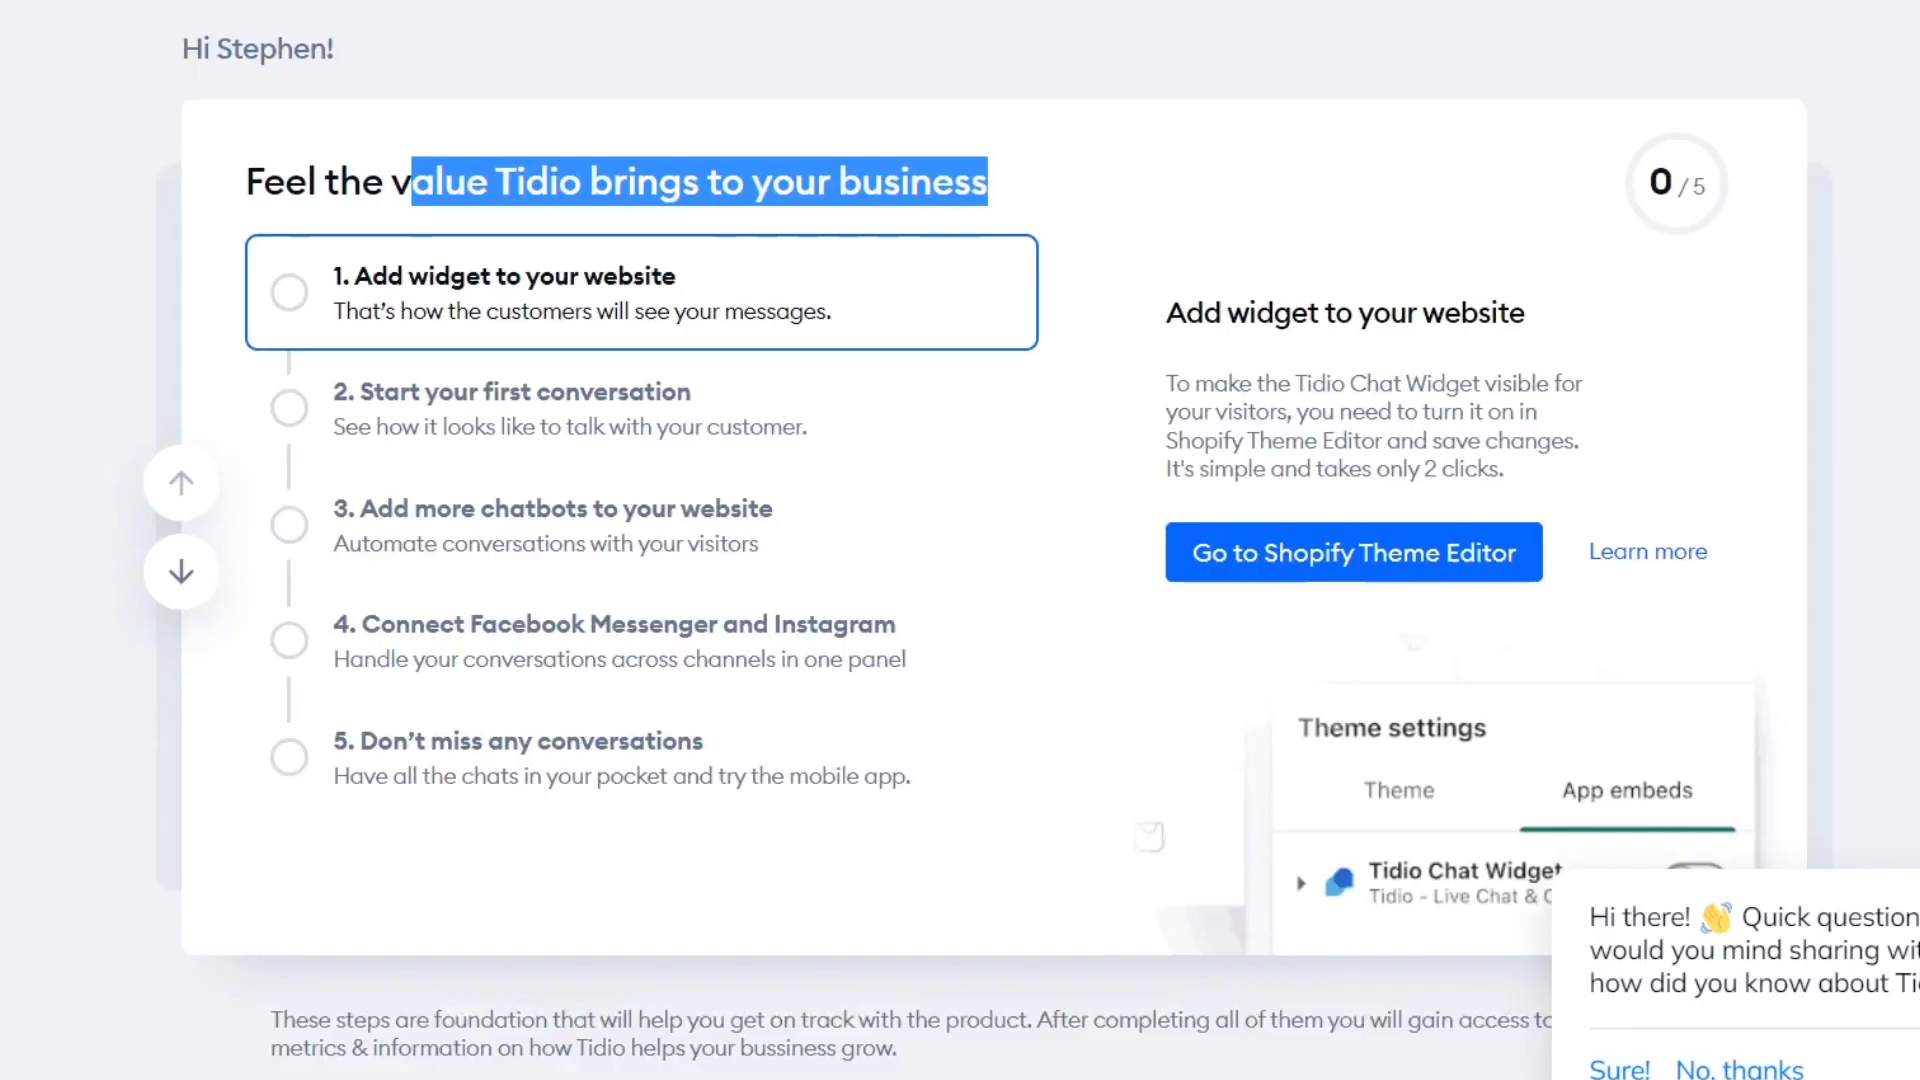 Hi Stephen!
Feel the value Tidio brings to your business
0 / 5
1. Add widget to your website
That's how the customers will see your messages.
2. Start your first conversation
See how it looks like to talk with your customer.
3. Add more chatbots to your website
Automate conversations with your visitors
4. Connect Facebook Messenger and Instagram
Handle your conversations across channels in one panel
5. Don't miss any conversations
Have all the chats in your pocket and try the mobile app.
Add widget to your website
To make the Tidio Chat Widget visible for
your visitors, you need to turn it on in
Shopify Theme Editor and save changes.
It's simple and takes only 2 clicks.
Go to Shopify Theme Editor
Learn more
Theme settings
Theme App embeds
Tidio Chat Widget
Tidio - Live Chat &
Hi there! 👋 Quick question
would you mind sharing
how did you know about
Sure! No, thanks
These steps are foundation that will help you get on track with the product. After completing all of them you will gain access to
metrics & information on how Tidio helps your bussiness grow.